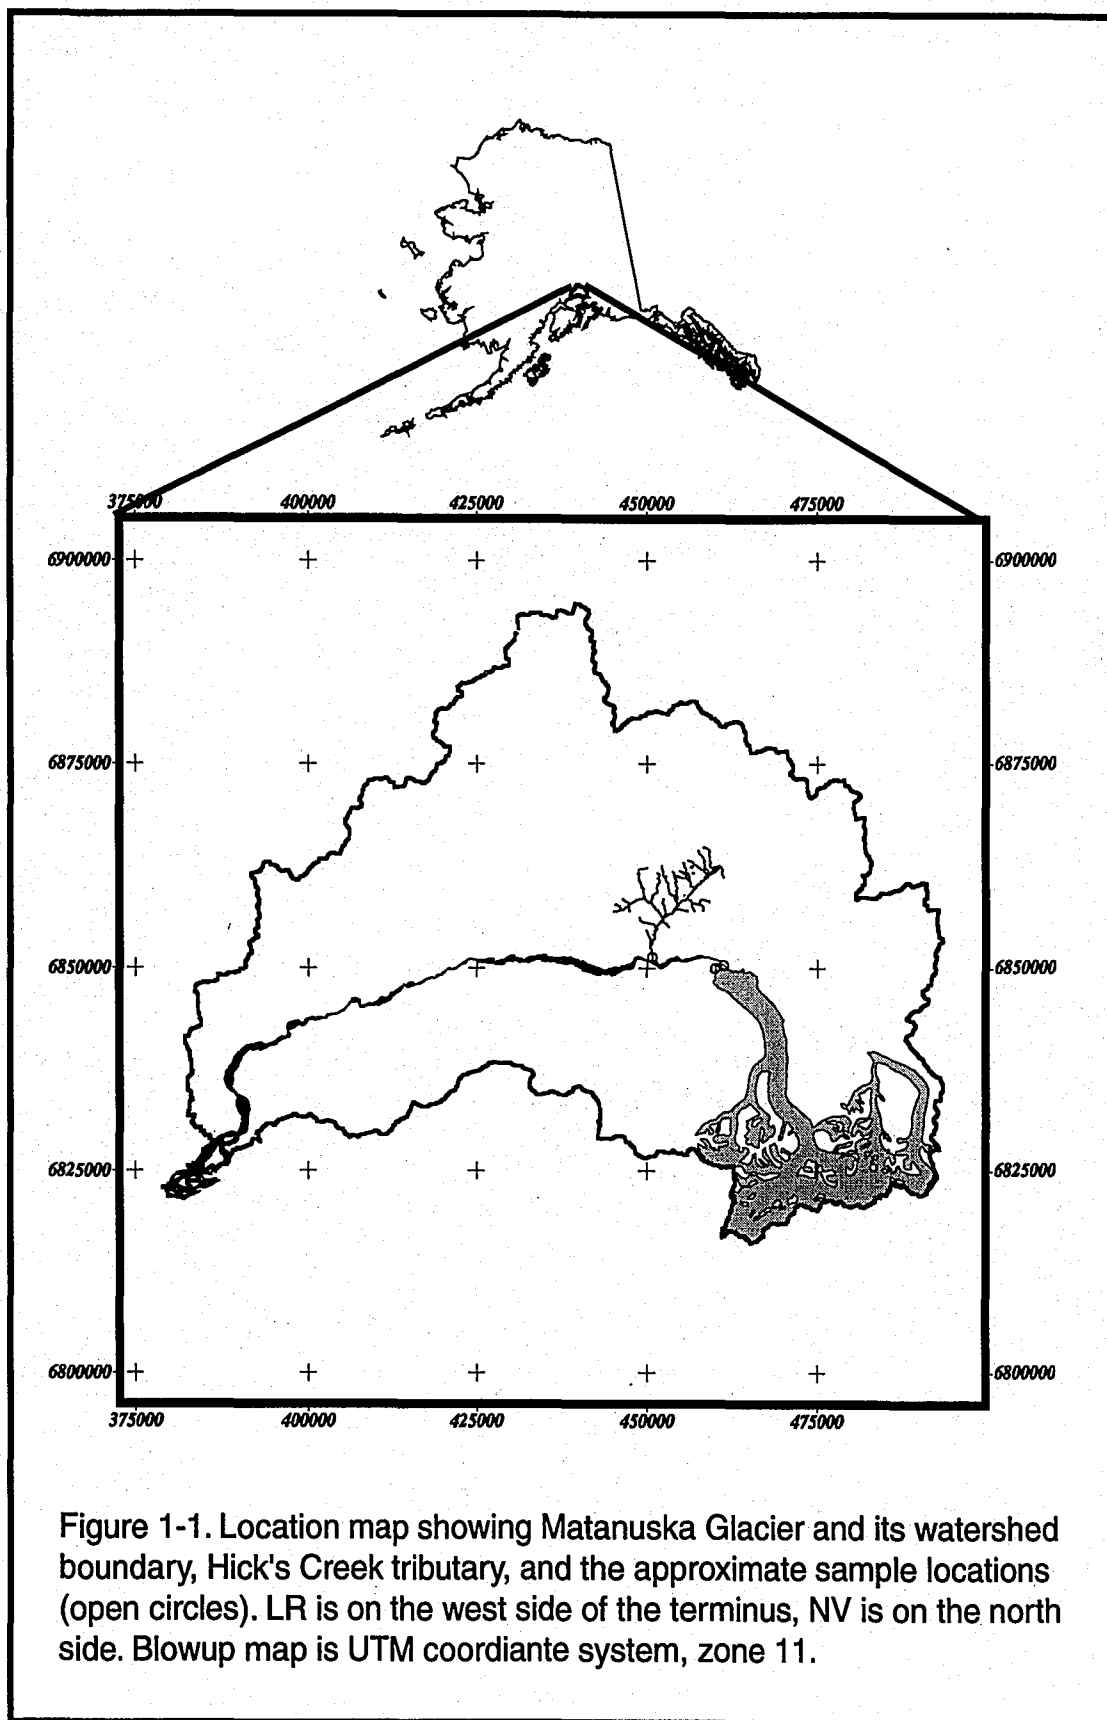 375000 400000 425000 450000 475000
6900000 6900000
6875000 6875000
6850000 6850000
6825000 6825000
6800000 6800000
375000 400000 425000 450000 475000
Figure 1-1. Location map showing Matanuska Glacier and its watershed
boundary, Hick's Creek tributary, and the approximate sample locations
(open circles). LR is on the west side of the terminus, NV is on the north
side. Blowup map is UTM coordiante system, zone 11.